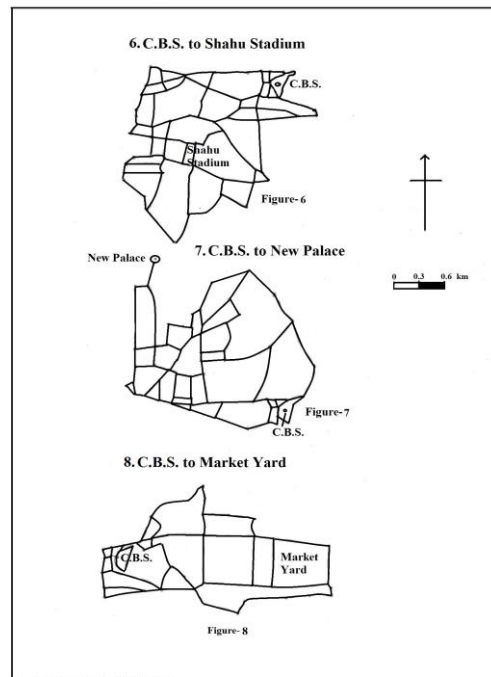 6. C.B.S. to Shahu Stadium
C.B.S.
Shahu
Stadium
Figure-6
7. C.B.S. to New Palace
New Palace
0 0.3 0.6 km
Figure-7
C.B.S.
8. C.B.S. to Market Yard
C.B.S.
Market
Yard
Figure- 8